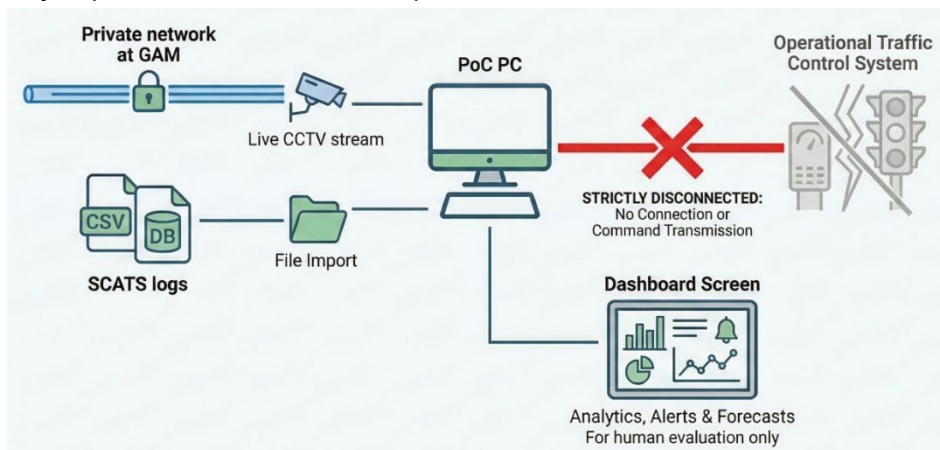 Private network
at GAM
Live CCTV stream
CSV
DB
SCATS logs
File Import
PoC PC
STRICTLY DISCONNECTED:
No Connection or
Command Transmission
Operational Traffic
Control System
Dashboard Screen
Analytics, Alerts & Forecasts
For human evaluation only